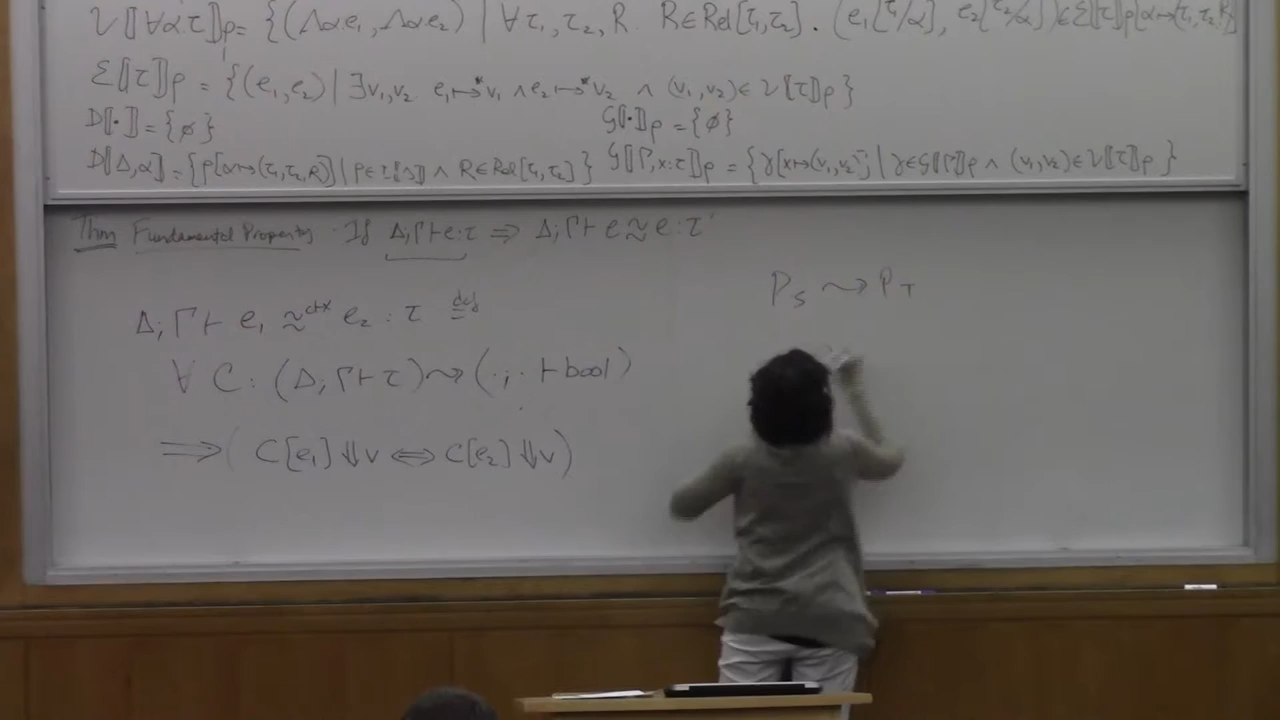 V⟦∀α.τ⟧ρ = {(Λα.e₁, Λα.e₂) | ∀τ₁, τ₂, R. R∈Rel[τ₁,τ₂]. (e₁[τ₁/α], e₂[τ₂/α])∈E⟦τ⟧ρ[α↦(τ₁,τ₂,R)]
E⟦τ⟧ρ = {(e₁,e₂) | ∃v₁,v₂ e₁↦*v₁ ∧ e₂↦*v₂ ∧ (v₁,v₂)∈ V⟦τ⟧ρ}
D⟦·⟧ = {∅} G⟦·⟧ρ = {∅}
D⟦Δ,α⟧ = {ρ[α↦(τ₁,τ₂,R)] | ρ∈D⟦Δ⟧ ∧ R∈Rel[τ₁,τ₂]} G⟦Γ,x:τ⟧ρ = {γ[x↦(v₁,v₂)] | γ∈G⟦Γ⟧ρ ∧ (v₁,v₂)∈V⟦τ⟧ρ}
Thm Fundamental Property. If Δ;Γ⊢e:τ ⇒ Δ;Γ⊢e≈e:τ
Δ;Γ⊢ e₁ ≈ctx e₂ : τ def=
∀ C: (Δ;Γ⊢τ)⇝(·;·⊢bool)
⟹ (C[e₁]⇓v ⇔ C[e₂]⇓v)
P_S ⇝ P_T